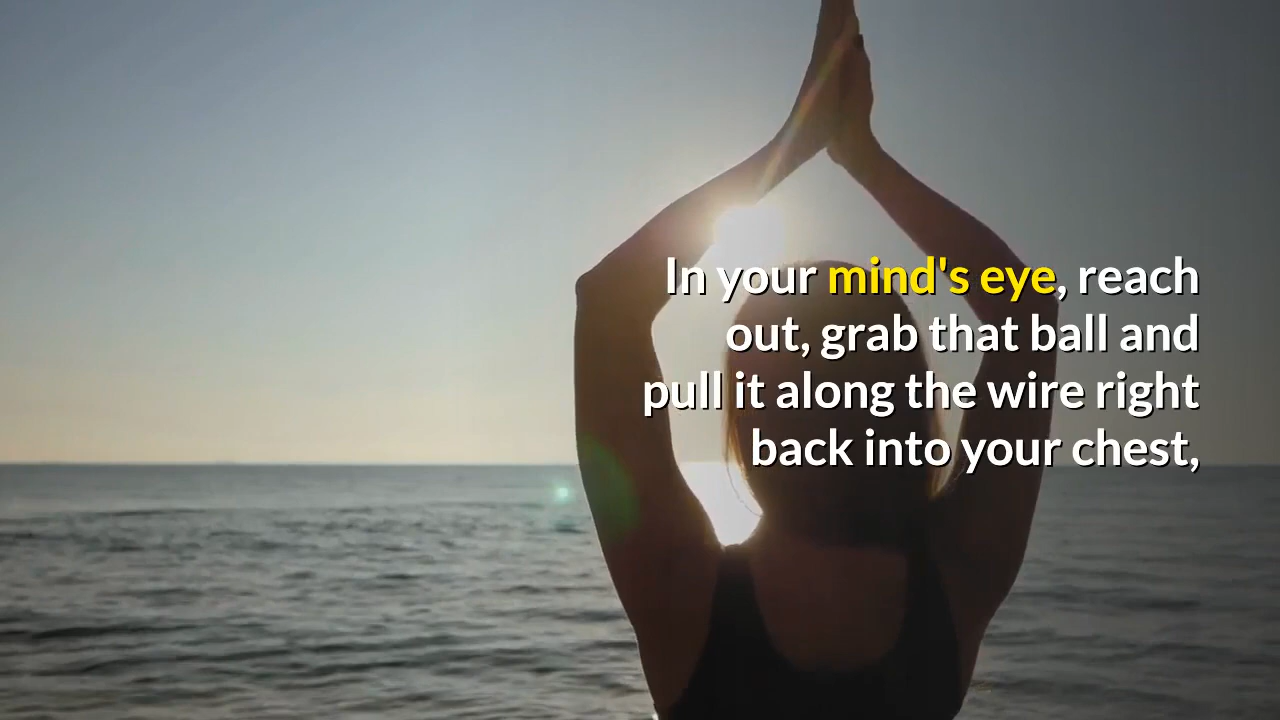 In your mind's eye, reach
out, grab that ball and
pull it along the wire right
back into your chest,